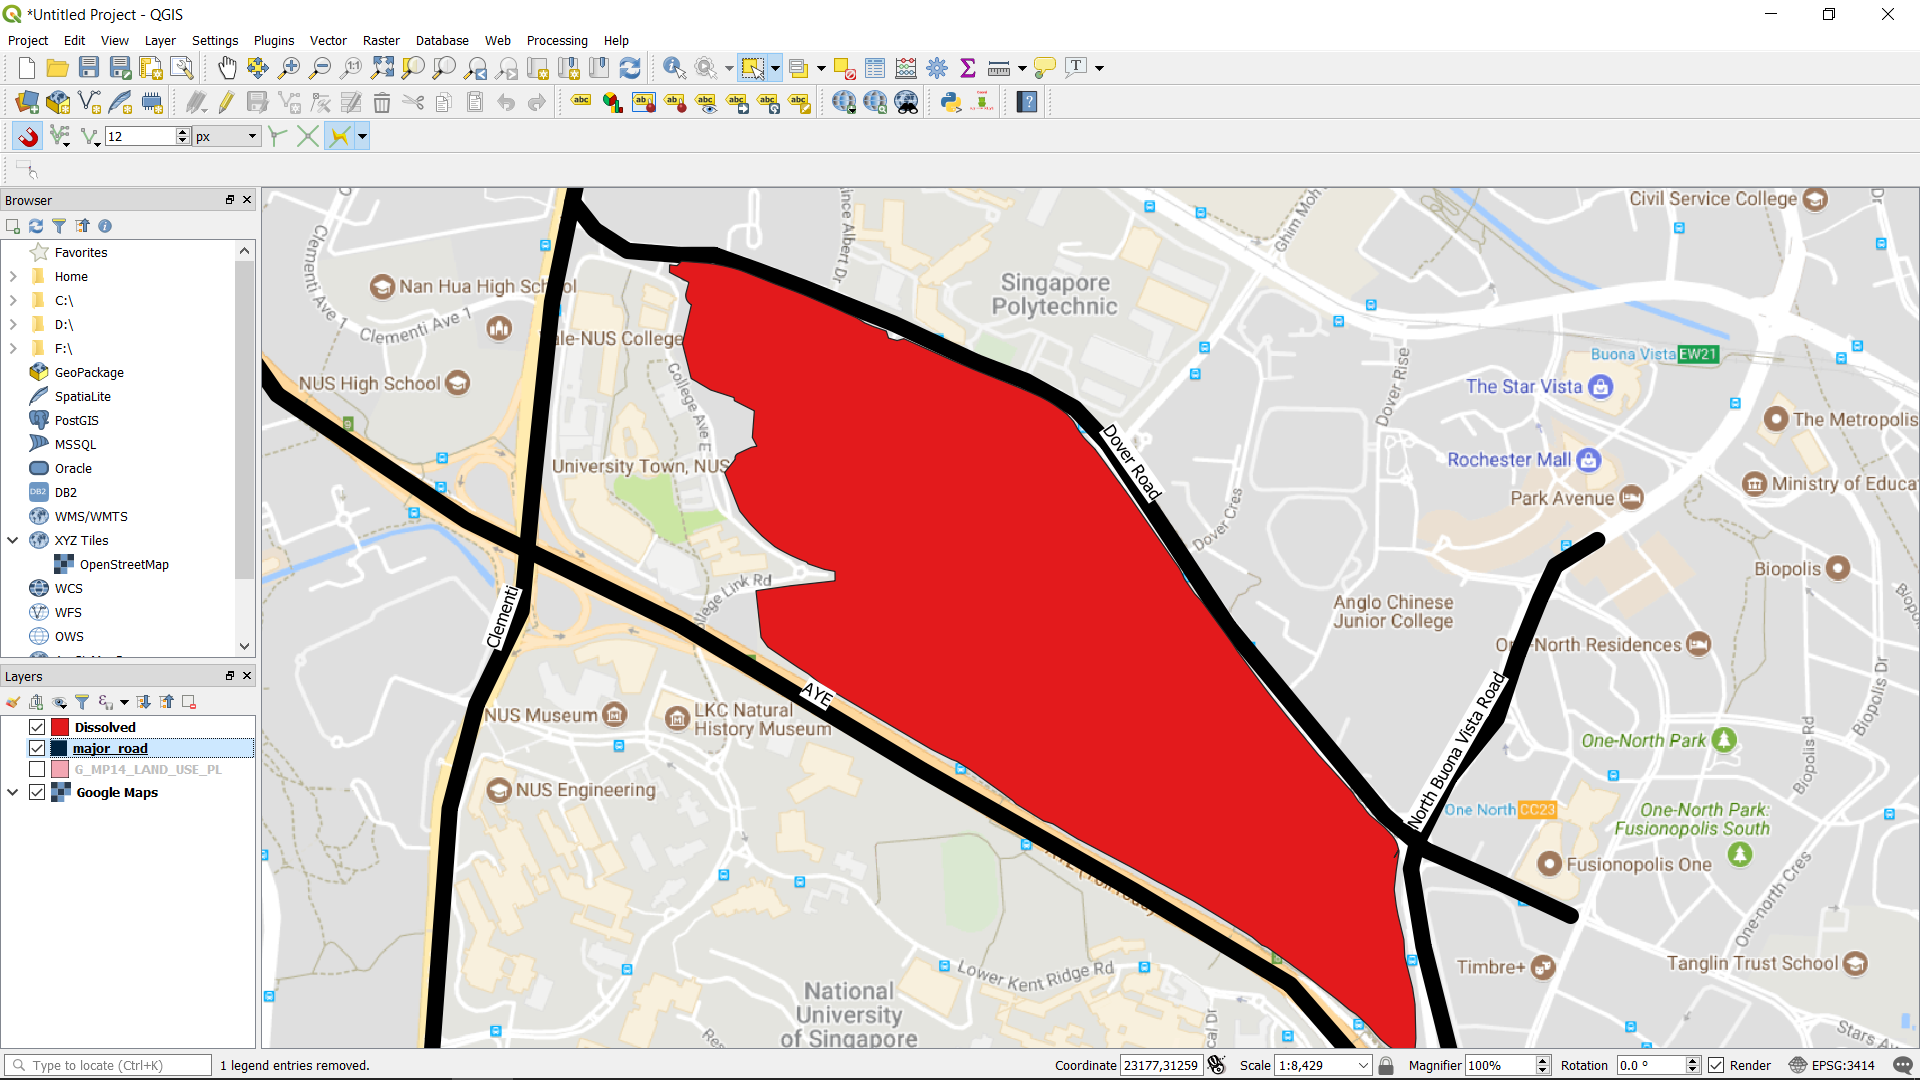 *Untitled Project - QGIS
Project Edit View Layer Settings Plugins Vector Raster Database Web Processing Help
12 px
Browser
Favorites
Home
C:\
D:\
F:\
GeoPackage
SpatiaLite
PostGIS
MSSQL
Oracle
DB2
WMS/WMTS
XYZ Tiles
OpenStreetMap
WCS
WFS
OWS
Layers
Dissolved
major_road
G_MP14_LAND_USE_PL
Google Maps
Civil Service College
Clementi Ave 1
Ghim Moh
Nan Hua High School
Clementi Ave 1
Singapore
Polytechnic
ale-NUS College
Buona Vista EW21
NUS High School
The Star Vista
Dover Rise
College Ave E
The Metropolis
Dover Road
Rochester Mall
University Town, NUS
Park Avenue
Ministry of Educa
Dover Cres
College Link Rd
Biopolis
Anglo Chinese
Junior College
Clementi
One-North Residences
AYE
NUS Museum
LKC Natural
History Museum
North Buona Vista Road
Biopolis Dr
One-North Park
Biopolis Rd
NUS Engineering
One North CC23
One-North Park:
Fusionopolis South
Fusionopolis One
One-north Cres
Lower Kent Ridge Rd
Timbre+
Tanglin Trust School
National
University
of Singapore
Stars Ave
Type to locate (Ctrl+K)
1 legend entries removed.
Coordinate 23177,31259
Scale 1:8,429
Magnifier 100%
Rotation 0.0 °
Render
EPSG:3414